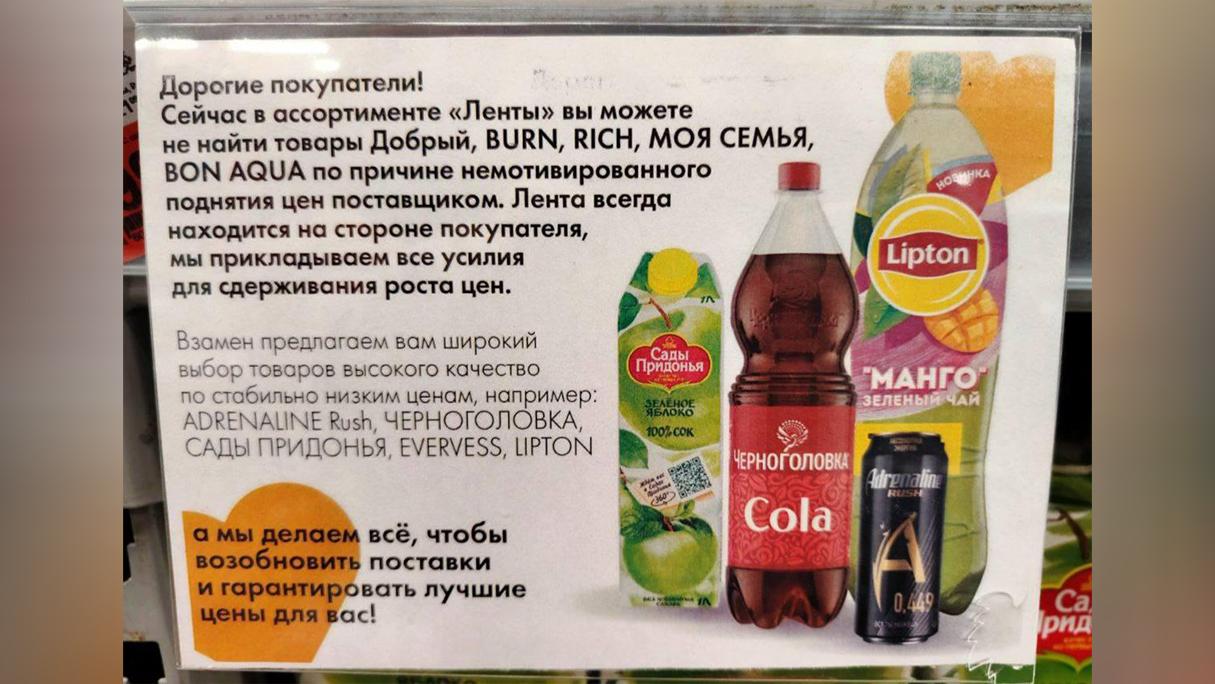 Дорогие покупатели!
Сейчас в ассортименте «Ленты» вы можете
не найти товары Добрый, BURN, RICH, МОЯ СЕМЬЯ,
BON AQUA по причине немотивированного
поднятия цен поставщиком. Лента всегда
находится на стороне покупателя,
мы прикладываем все усилия
для сдерживания роста цен.
Взамен предлагаем вам широкий
выбор товаров высокого качество
по стабильно низким ценам, например:
ADRENALINE Rush, ЧЕРНОГОЛОВКА,
САДЫ ПРИДОНЬЯ, EVERVESS, LIPTON
а мы делаем всё, чтобы
возобновить поставки
и гарантировать лучшие
цены для вас!
Сады
Придонья
ЗЕЛЁНОЕ
ЯБЛОКО
100% СОК
360°
1Л
ЧЕРНОГОЛОВКА
Cola
НОВИНКА
Lipton
"МАНГО"
ЗЕЛЕНЫЙ ЧАЙ
Adrenaline
RUSH
A
0,449